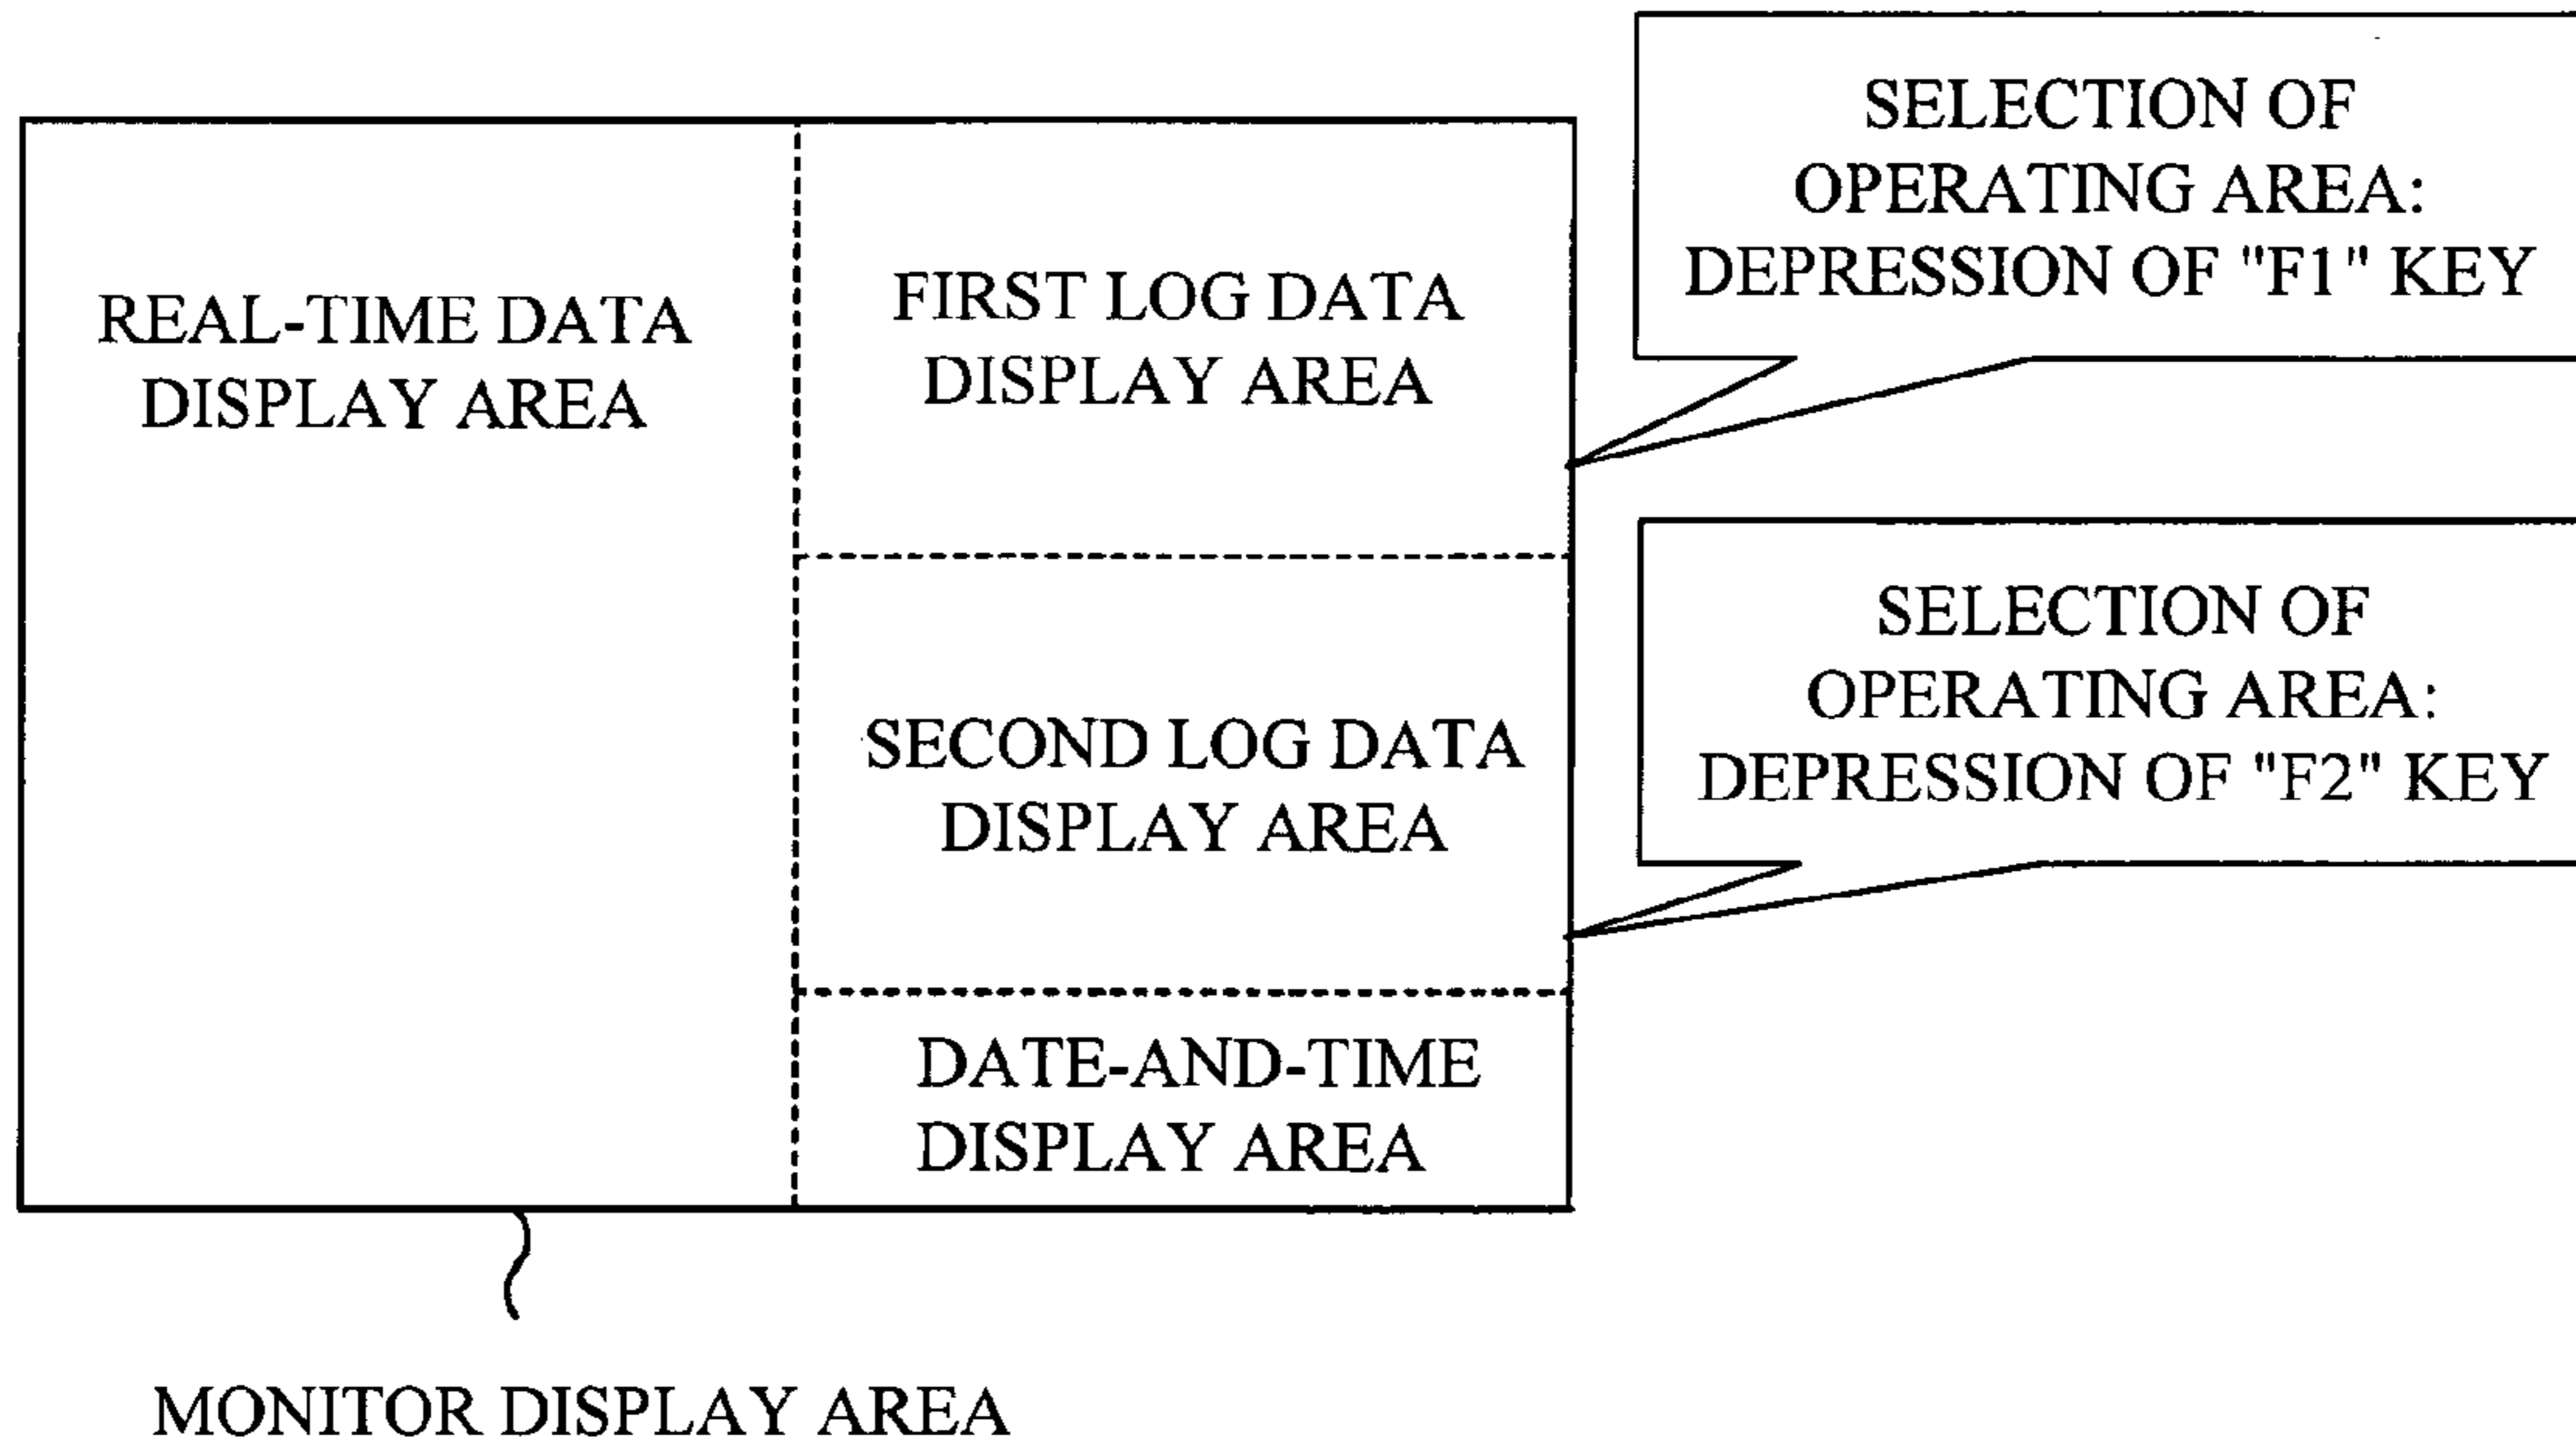 SELECTION OF
OPERATING AREA:
DEPRESSION OF "F1" KEY
REAL-TIME DATA
DISPLAY AREA
FIRST LOG DATA
DISPLAY AREA
SELECTION OF
OPERATING AREA:
DEPRESSION OF "F2" KEY
SECOND LOG DATA
DISPLAY AREA
DATE-AND-TIME
DISPLAY AREA
MONITOR DISPLAY AREA